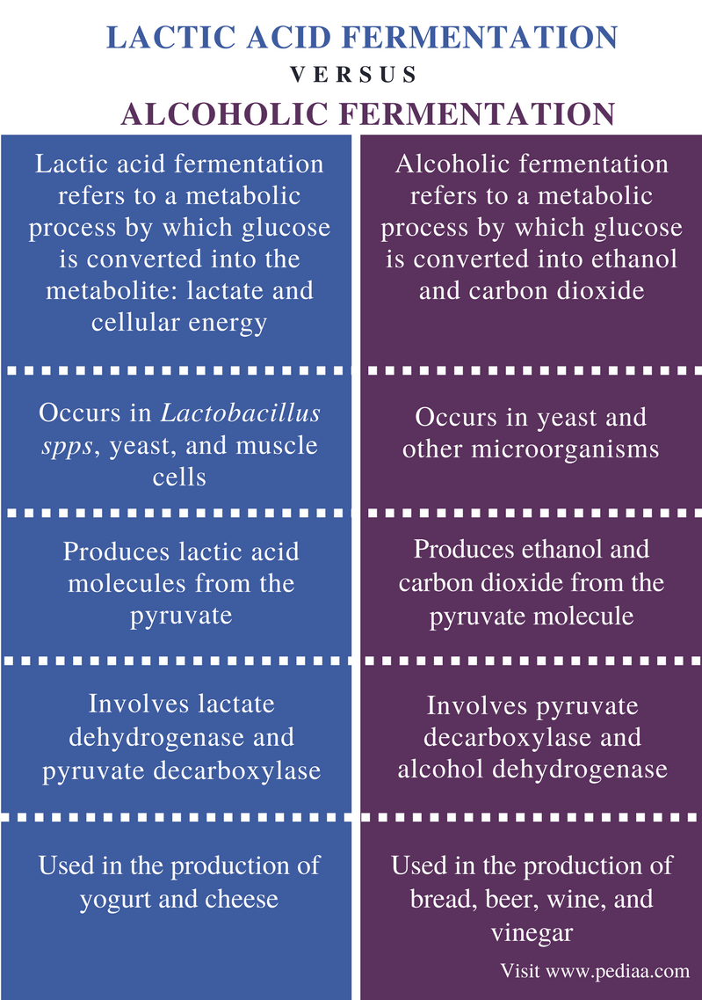 LACTIC ACID FERMENTATION
VERSUS
ALCOHOLIC FERMENTATION
Lactic acid fermentation
refers to a metabolic
process by which glucose
is converted into the
metabolite: lactate and
cellular energy
Alcoholic fermentation
refers to a metabolic
process by which glucose
is converted into ethanol
and carbon dioxide
Occurs in Lactobacillus
spps, yeast, and muscle
cells
Occurs in yeast and
other microorganisms
Produces lactic acid
molecules from the
pyruvate
Produces ethanol and
carbon dioxide from the
pyruvate molecule
Involves lactate
dehydrogenase and
pyruvate decarboxylase
Involves pyruvate
decarboxylase and
alcohol dehydrogenase
Used in the production of
yogurt and cheese
Used in the production of
bread, beer, wine, and
vinegar
Visit www.pediaa.com